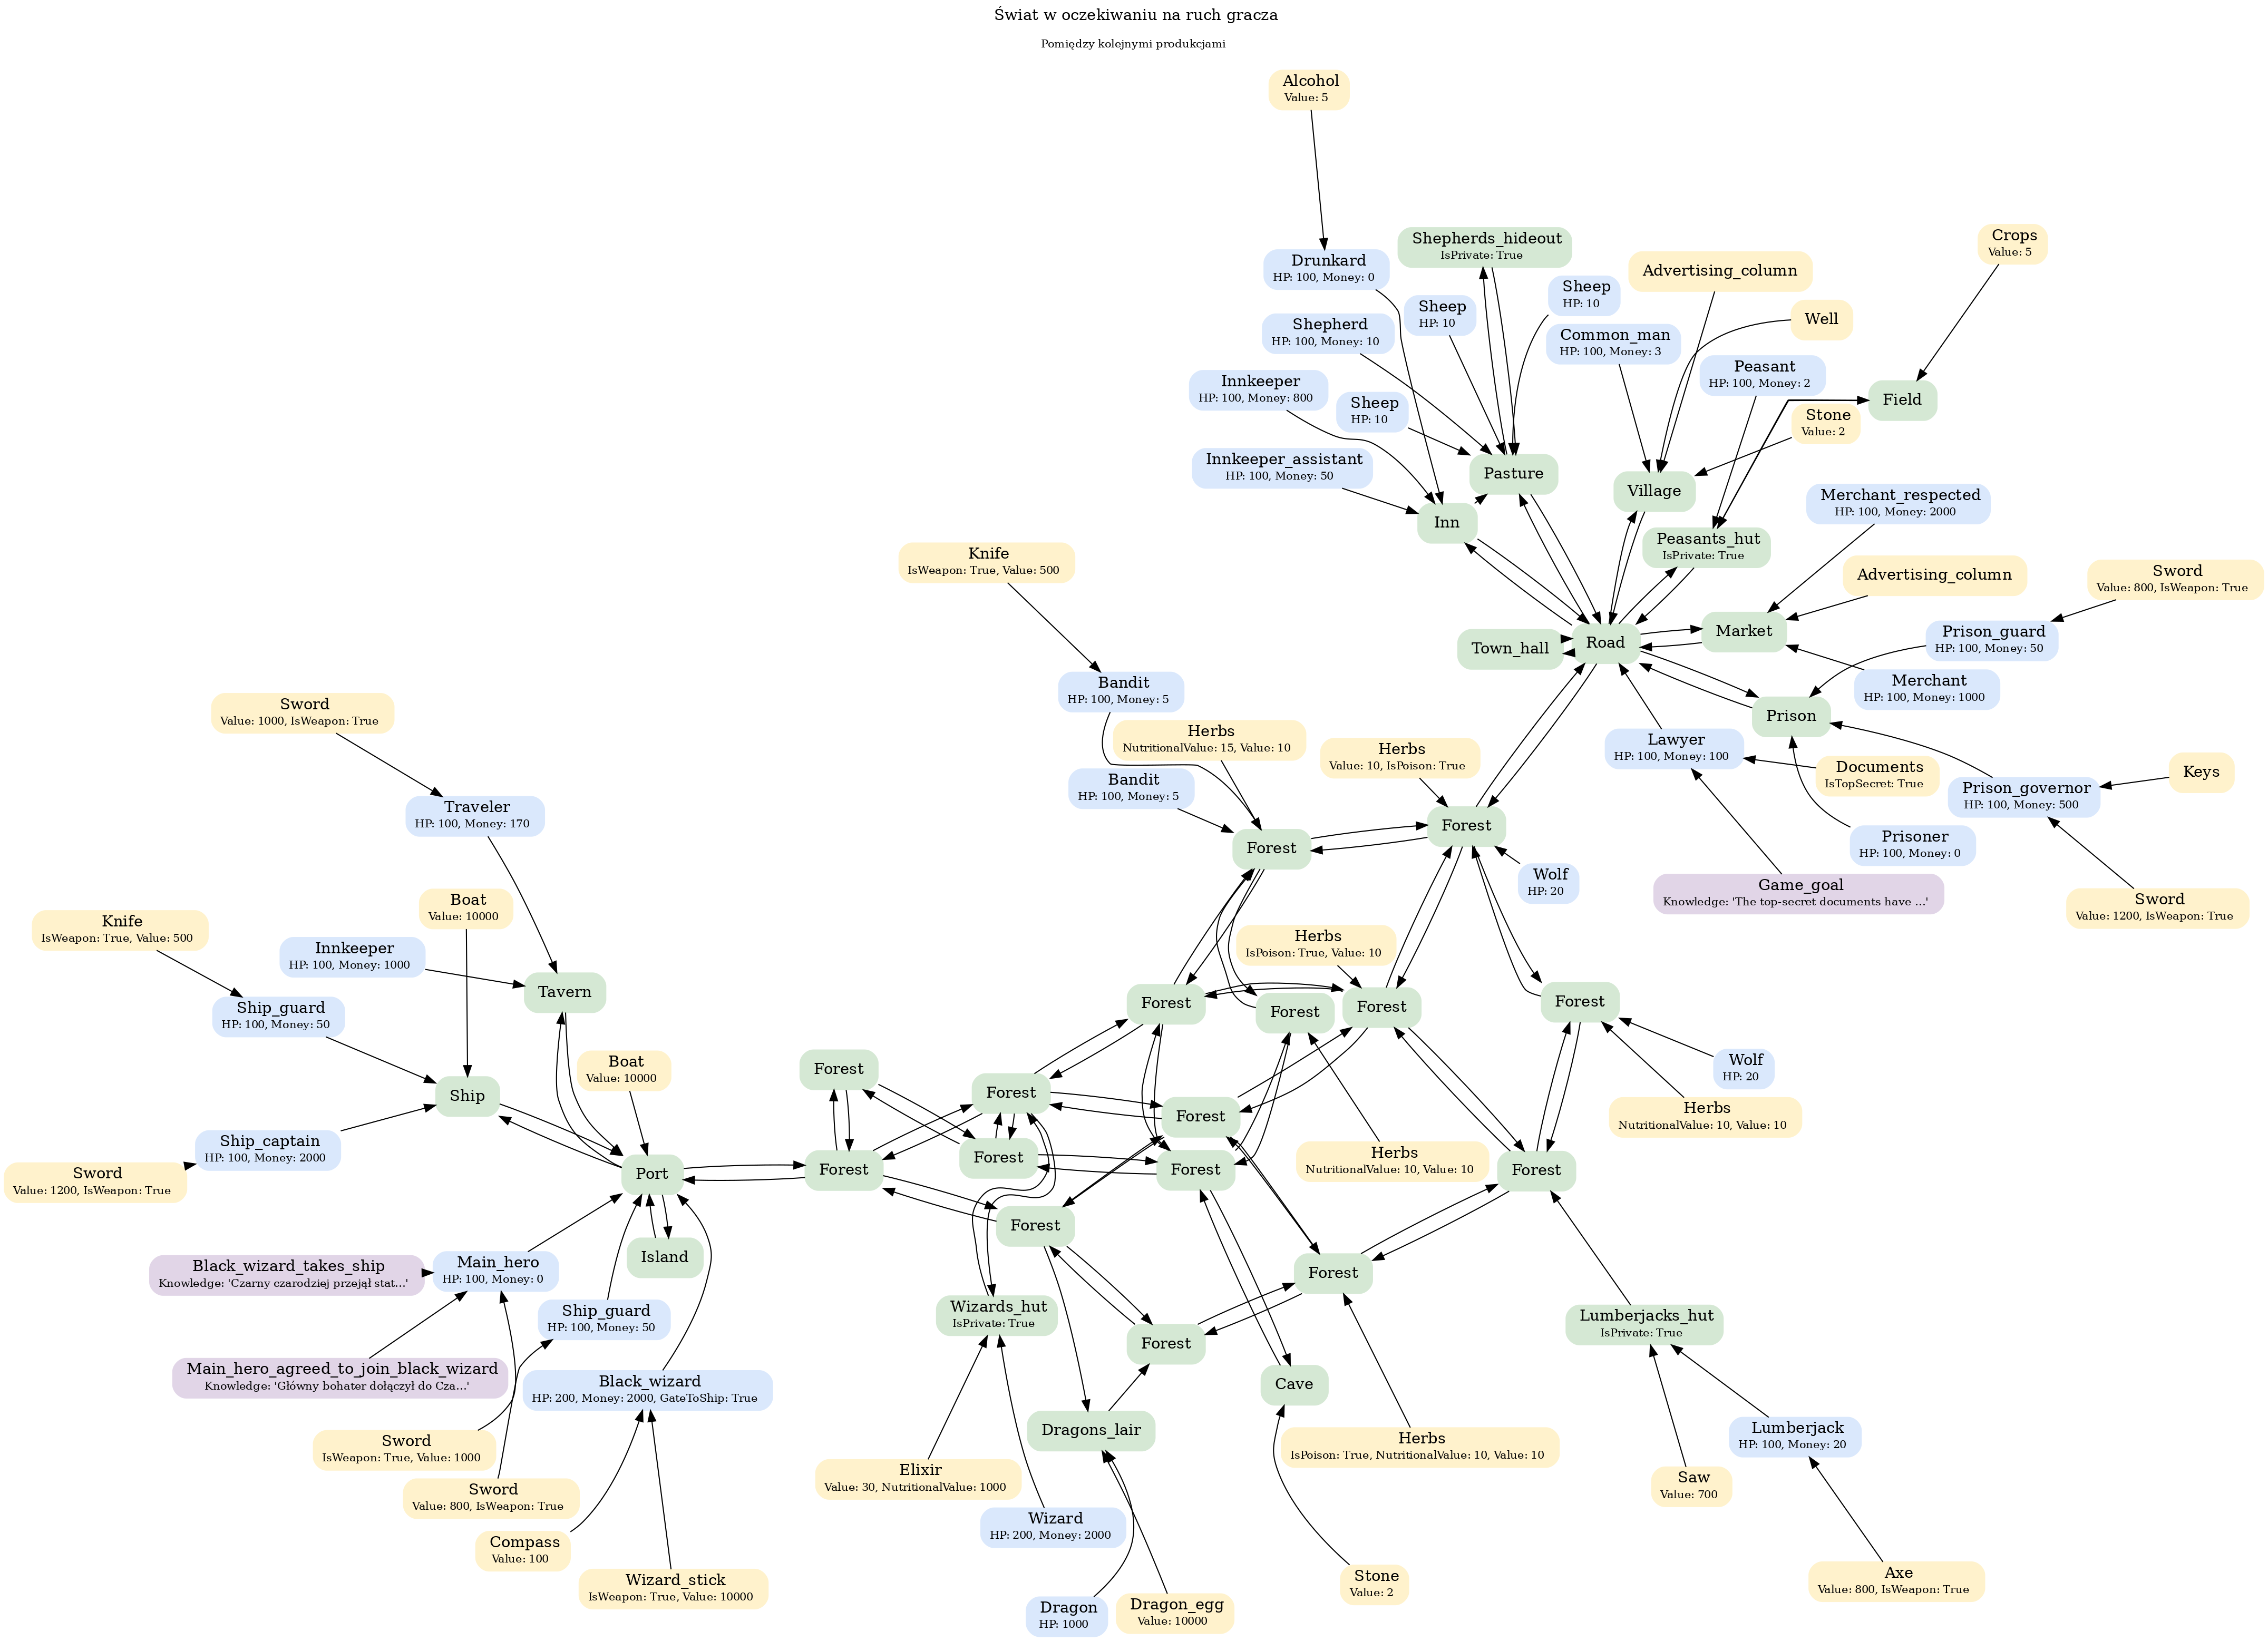 Świat w oczekiwaniu na ruch gracza
Pomiędzy kolejnymi produkcjami
Alcohol
Value: 5
Shepherds_hideout
IsPrivate: True
Crops
Value: 5
Drunkard
HP: 100, Money: 0
Advertising_column
Sheep
HP: 10
Sheep
HP: 10
Well
Shepherd
HP: 100, Money: 10
Common_man
HP: 100, Money: 3
Peasant
HP: 100, Money: 2
Innkeeper
HP: 100, Money: 800
Sheep
HP: 10
Field
Stone
Value: 2
Innkeeper_assistant
HP: 100, Money: 50
Pasture
Village
Merchant_respected
HP: 100, Money: 2000
Inn
Peasants_hut
IsPrivate: True
Knife
IsWeapon: True, Value: 500
Advertising_column
Sword
Value: 800, IsWeapon: True
Market
Prison_guard
HP: 100, Money: 50
Town_hall
Road
Bandit
HP: 100, Money: 5
Merchant
HP: 100, Money: 1000
Sword
Value: 1000, IsWeapon: True
Prison
Herbs
NutritionalValue: 15, Value: 10
Herbs
Value: 10, IsPoison: True
Lawyer
HP: 100, Money: 100
Documents
IsTopSecret: True
Keys
Bandit
HP: 100, Money: 5
Prison_governor
HP: 100, Money: 500
Traveler
HP: 100, Money: 170
Forest
Forest
Prisoner
HP: 100, Money: 0
Wolf
HP: 20
Game_goal
Knowledge: 'The top-secret documents have ...'
Sword
Value: 1200, IsWeapon: True
Boat
Value: 10000
Knife
IsWeapon: True, Value: 500
Herbs
IsPoison: True, Value: 10
Innkeeper
HP: 100, Money: 1000
Tavern
Forest
Forest
Forest
Forest
Ship_guard
HP: 100, Money: 50
Boat
Value: 10000
Forest
Wolf
HP: 20
Ship
Forest
Forest
Herbs
NutritionalValue: 10, Value: 10
Ship_captain
HP: 100, Money: 2000
Forest
Herbs
NutritionalValue: 10, Value: 10
Sword
Value: 1200, IsWeapon: True
Port
Forest
Forest
Forest
Forest
Island
Black_wizard_takes_ship
Knowledge: 'Czarny czarodziej przejął stat...'
Main_hero
HP: 100, Money: 0
Forest
Ship_guard
HP: 100, Money: 50
Wizards_hut
IsPrivate: True
Lumberjacks_hut
IsPrivate: True
Forest
Main_hero_agreed_to_join_black_wizard
Knowledge: 'Główny bohater dołączył do Cza...'
Black_wizard
HP: 200, Money: 2000, GateToShip: True
Cave
Dragons_lair
Sword
IsWeapon: True, Value: 1000
Herbs
IsPoison: True, NutritionalValue: 10, Value: 10
Lumberjack
HP: 100, Money: 20
Elixir
Value: 30, NutritionalValue: 1000
Saw
Value: 700
Sword
Value: 800, IsWeapon: True
Wizard
HP: 200, Money: 2000
Compass
Value: 100
Wizard_stick
IsWeapon: True, Value: 10000
Stone
Value: 2
Axe
Value: 800, IsWeapon: True
Dragon
HP: 1000
Dragon_egg
Value: 10000